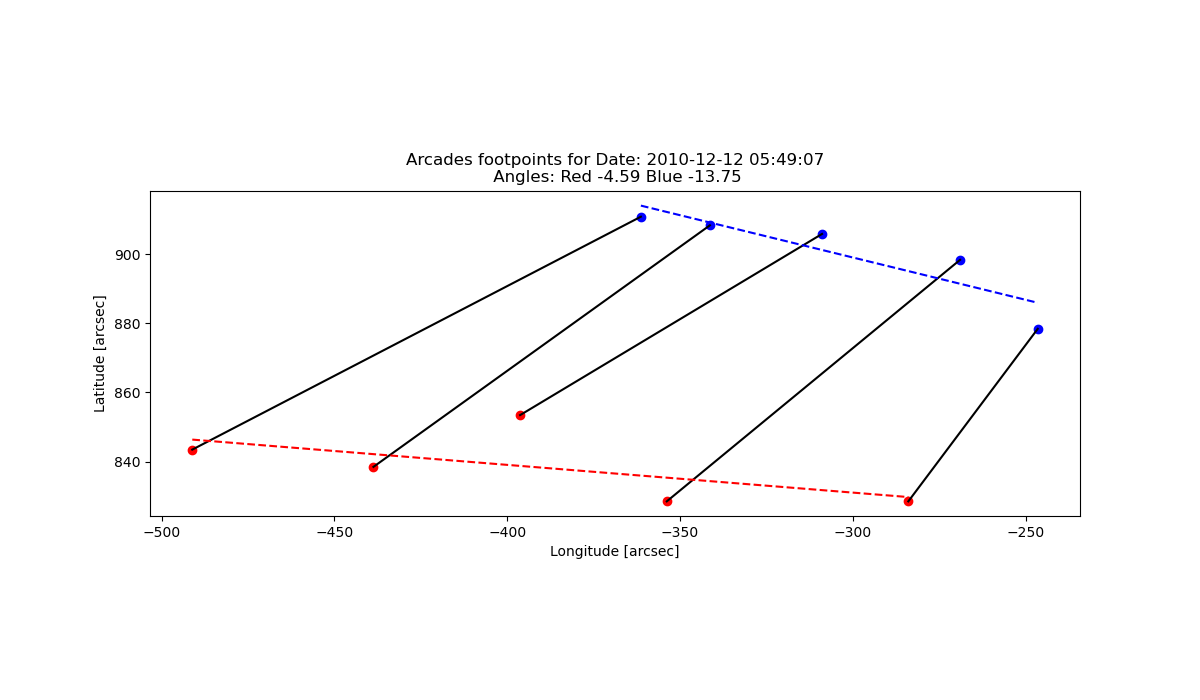 Arcades footpoints for Date: 2010-12-12 05:49:07
Angles: Red -4.59 Blue -13.75
Latitude [arcsec]
900
880
860
840
−500 −450 −400 −350 −300 −250
Longitude [arcsec]